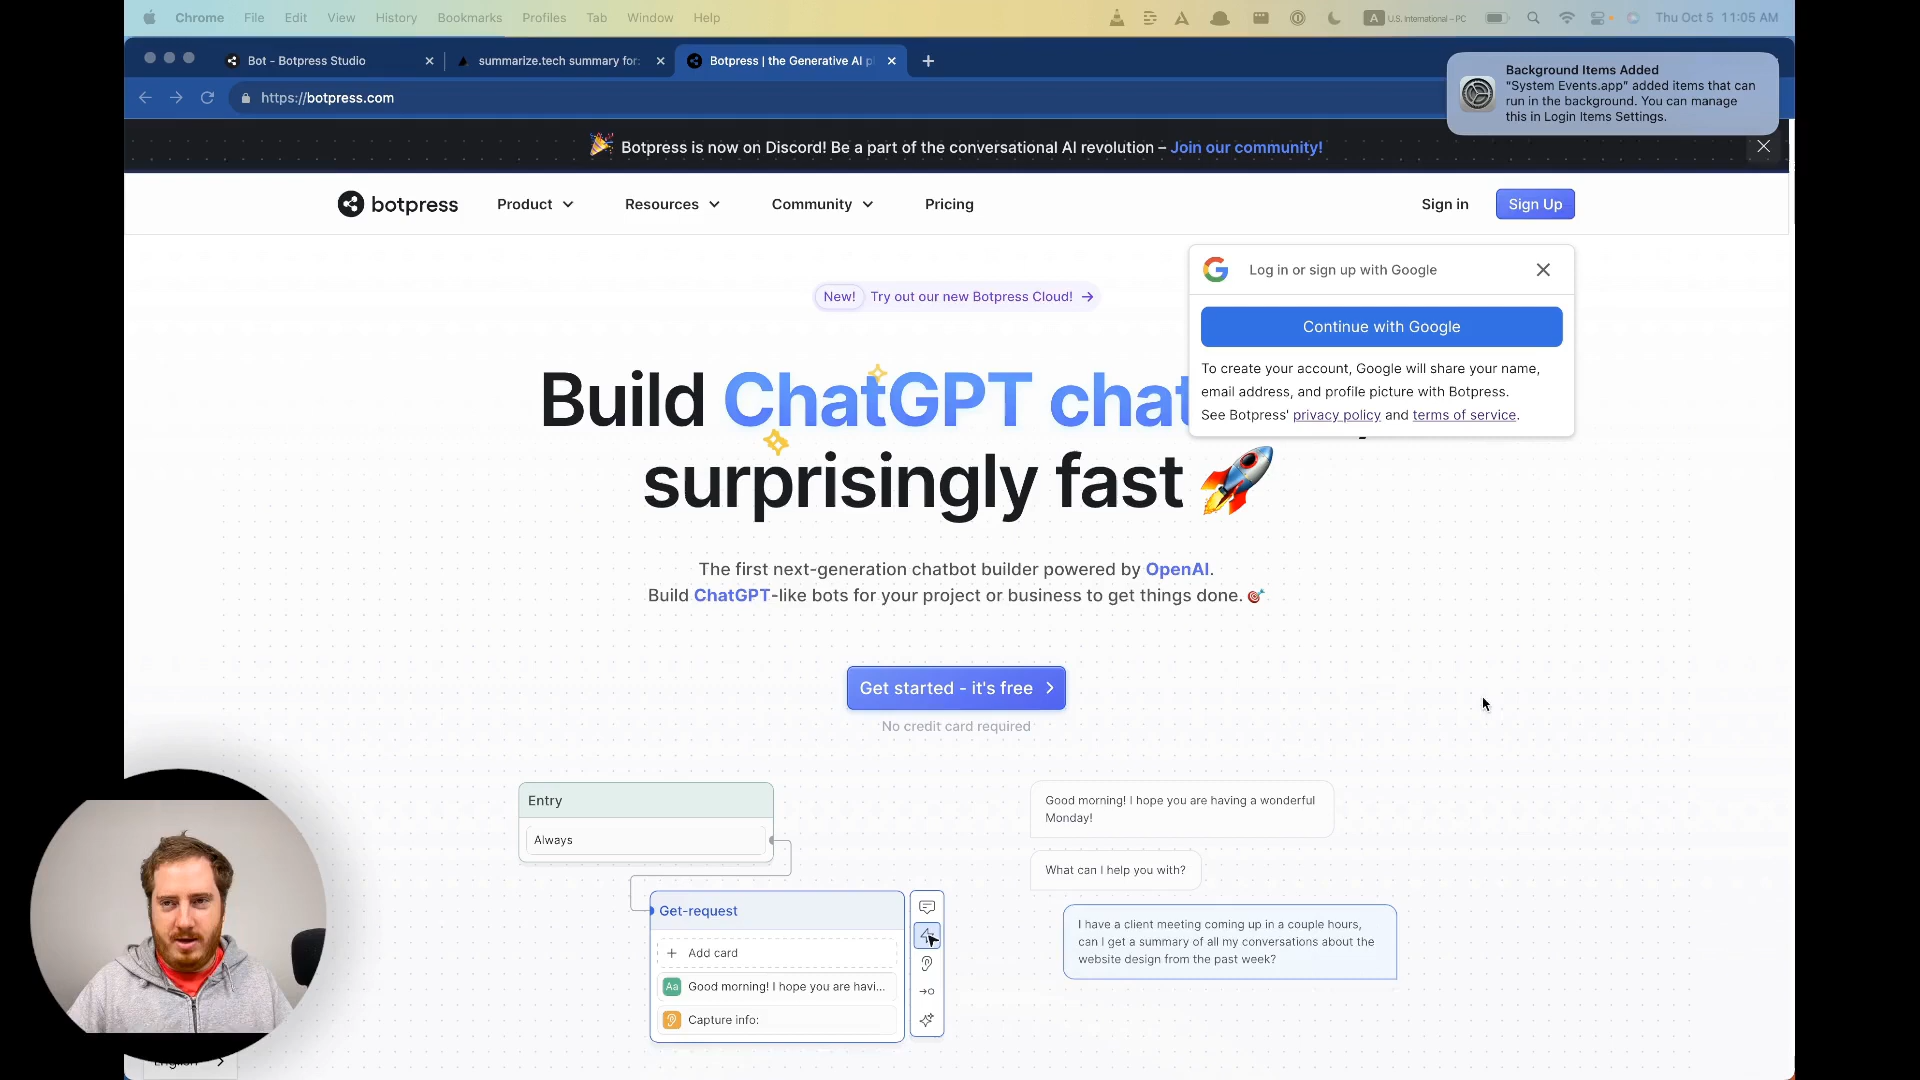 Chrome File Edit View History Bookmarks Profiles Tab Window Help
A U.S. International – PC Thu Oct 5 11:05 AM
Bot - Botpress Studio
summarize.tech summary for:
Botpress | the Generative AI pl
https://botpress.com
Background Items Added
"System Events.app" added items that can
run in the background. You can manage
this in Login Items Settings.
Botpress is now on Discord! Be a part of the conversational AI revolution – Join our community!
botpress Product Resources Community Pricing Sign in Sign Up
Log in or sign up with Google
Continue with Google
To create your account, Google will share your name,
email address, and profile picture with Botpress.
See Botpress' privacy policy and terms of service.
New! Try out our new Botpress Cloud!
Build ChatGPT chat
surprisingly fast
The first next-generation chatbot builder powered by OpenAI.
Build ChatGPT-like bots for your project or business to get things done.
Get started - it's free
No credit card required
Entry
Always
Get-request
Add card
Aa Good morning! I hope you are havi...
Capture info:
Good morning! I hope you are having a wonderful
Monday!
What can I help you with?
I have a client meeting coming up in a couple hours,
can I get a summary of all my conversations about the
website design from the past week?
English